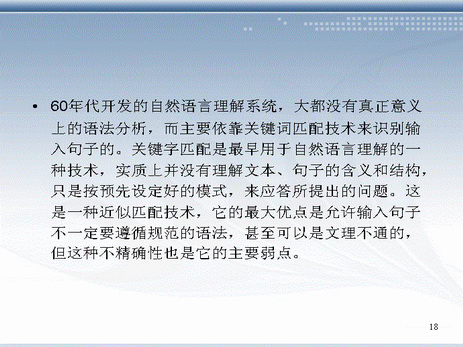 • 60年代开发的自然语言理解系统，大都没有真正意义
上的语法分析，而主要依靠关键词匹配技术来识别输
入句子的。关键字匹配是最早用于自然语言理解的一
种技术，实质上并没有理解文本、句子的含义和结构，
只是按预先设定好的模式，来应答所提出的问题。这
是一种近似匹配技术，它的最大优点是允许输入句子
不一定要遵循规范的语法，甚至可以是文理不通的，
但这种不精确性也是它的主要弱点。
18